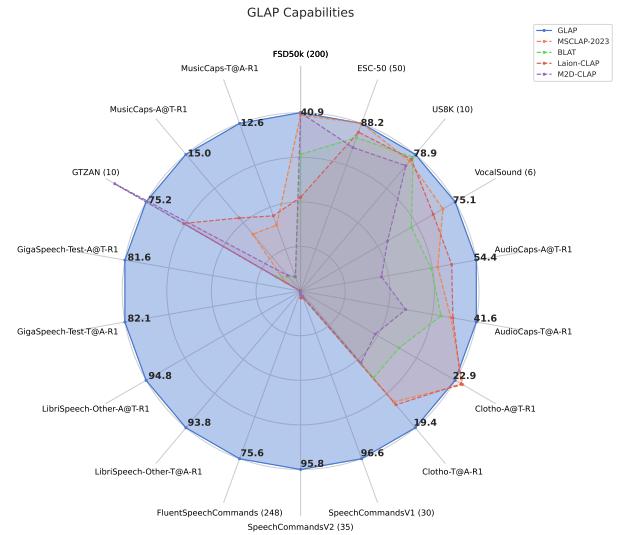 GLAP Capabilities
GLAP
MSCLAP-2023
BLAT
Laion-CLAP
M2D-CLAP
FSD50k (200)
MusicCaps-T@A-R1
ESC-50 (50)
MusicCaps-A@T-R1
US8K (10)
40.9
12.6
88.2
15.0
78.9
GTZAN (10)
VocalSound (6)
75.2
75.1
GigaSpeech-Test-A@T-R1
AudioCaps-A@T-R1
81.6
54.4
GigaSpeech-Test-T@A-R1
AudioCaps-T@A-R1
82.1
41.6
94.8
22.9
LibriSpeech-Other-A@T-R1
Clotho-A@T-R1
93.8
19.4
LibriSpeech-Other-T@A-R1
Clotho-T@A-R1
75.6
96.6
95.8
FluentSpeechCommands (248)
SpeechCommandsV1 (30)
SpeechCommandsV2 (35)